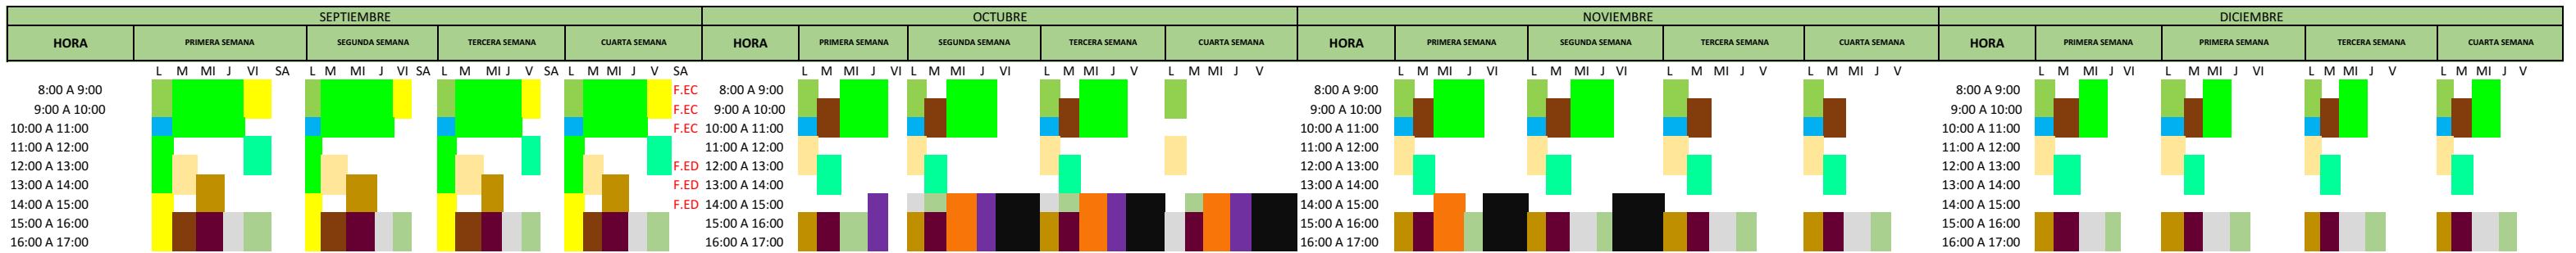 SEPTIEMBRE OCTUBRE NOVIEMBRE DICIEMBRE
HORA PRIMERA SEMANA SEGUNDA SEMANA TERCERA SEMANA CUARTA SEMANA HORA PRIMERA SEMANA SEGUNDA SEMANA TERCERA SEMANA CUARTA SEMANA HORA PRIMERA SEMANA SEGUNDA SEMANA TERCERA SEMANA CUARTA SEMANA HORA PRIMERA SEMANA PRIMERA SEMANA TERCERA SEMANA CUARTA SEMANA
L M MI J VI SA L M MI J VI SA L M MI J V SA L M MI J V SA L M MI J VI L M MI J VI L M MI J V L M MI J V L M MI J VI L M MI J VI L M MI J V L M MI J V L M MI J VI L M MI J VI L M MI J V L M MI J V
8:00 A 9:00 F.EC 8:00 A 9:00 8:00 A 9:00 8:00 A 9:00
9:00 A 10:00 F.EC 9:00 A 10:00 9:00 A 10:00 9:00 A 10:00
10:00 A 11:00 F.EC 10:00 A 11:00 10:00 A 11:00 10:00 A 11:00
11:00 A 12:00 11:00 A 12:00 11:00 A 12:00 11:00 A 12:00
12:00 A 13:00 F.ED 12:00 A 13:00 12:00 A 13:00 12:00 A 13:00
13:00 A 14:00 F.ED 13:00 A 14:00 13:00 A 14:00 13:00 A 14:00
14:00 A 15:00 F.ED 14:00 A 15:00 14:00 A 15:00 14:00 A 15:00
15:00 A 16:00 15:00 A 16:00 15:00 A 16:00 15:00 A 16:00
16:00 A 17:00 16:00 A 17:00 16:00 A 17:00 16:00 A 17:00